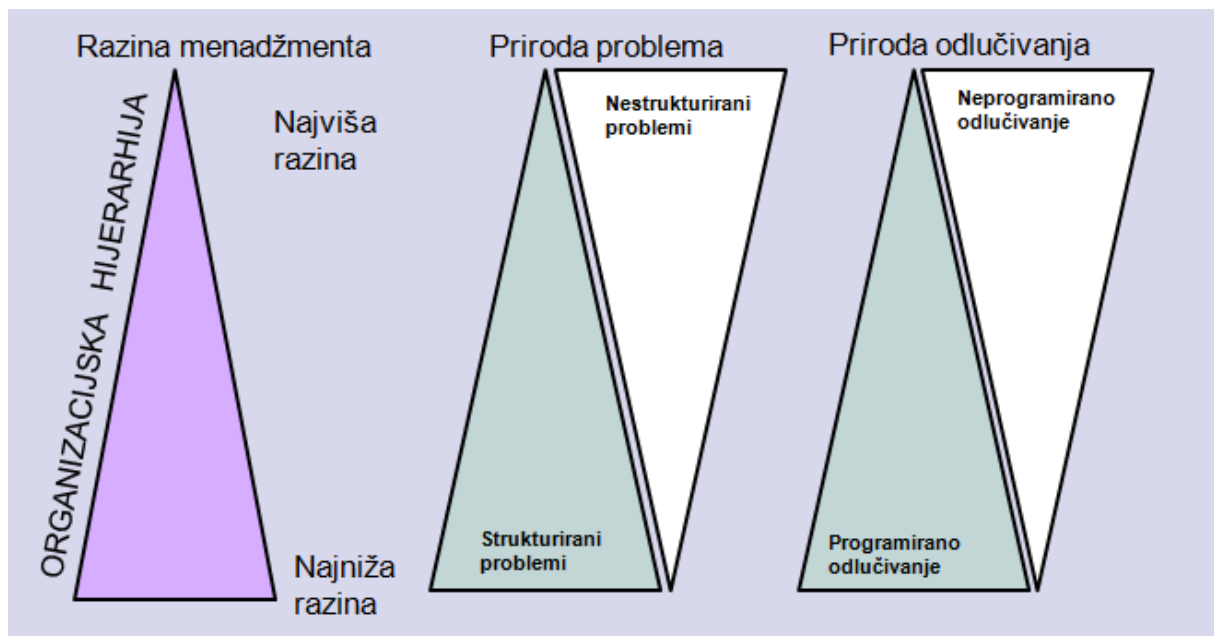 Razina menadžmenta
Priroda problema
Priroda odlučivanja
ORGANIZACIJSKA HIJERARHIJA
Najviša
razina
Nestrukturirani
problemi
Neprogramirano
odlučivanje
Najniža
razina
Strukturirani
problemi
Programirano
odlučivanje